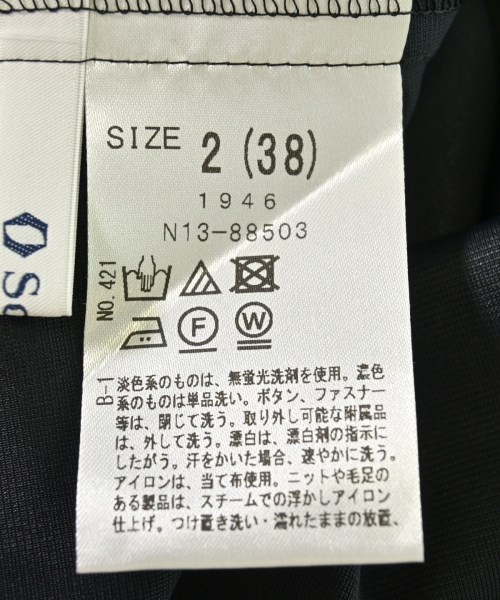 SIZE 2 (38)
1946
N13-88503
NO.421
F W
B-1
淡色系のものは、無蛍光洗剤を使用。濃色
系のものは単品洗い。ボタン、ファスナー
等は、閉じて洗う。取り外し可能な附属品
は、外して洗う。漂白は、漂白剤の指示に
したがう。汗をかいた場合、速やかに洗う。
アイロンは、当て布使用。ニットや毛足の
ある製品は、スチームでの浮かしアイロン
仕上げ。つけ置き洗い・濡れたままの放置、